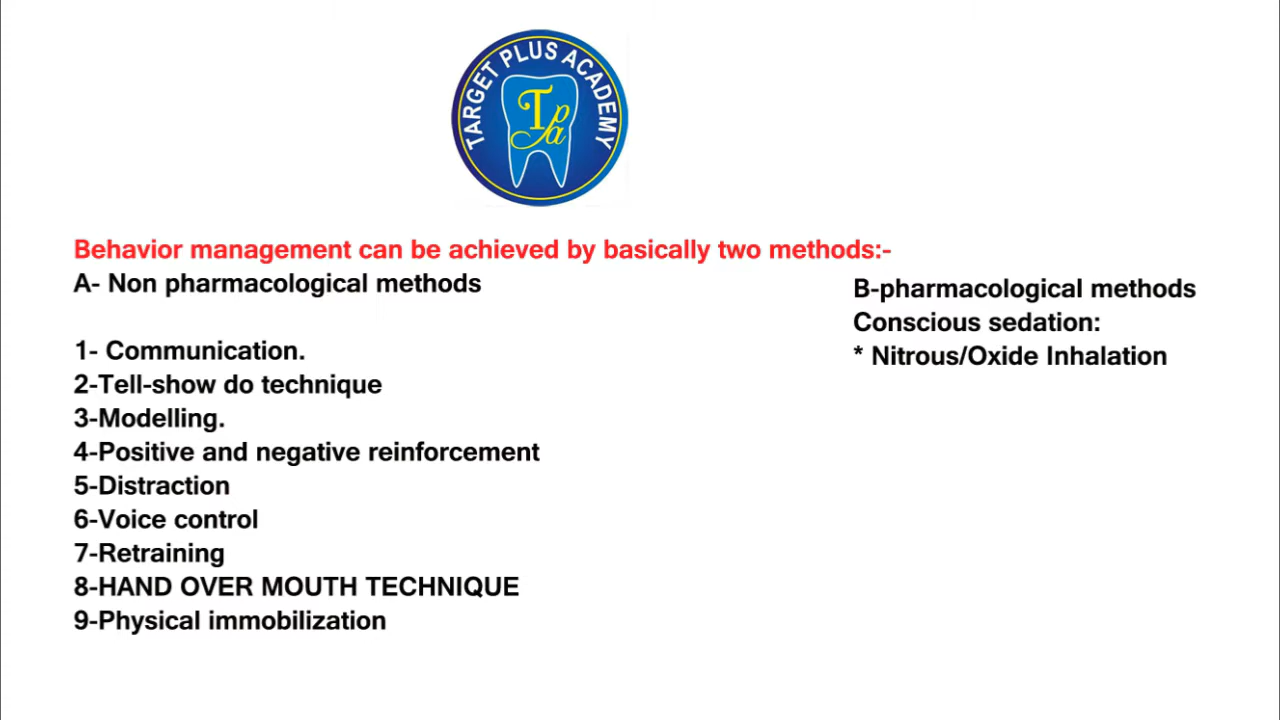 TARGET PLUS ACADEMY
Tpa
Behavior management can be achieved by basically two methods:-
A- Non pharmacological methods
1- Communication.
2-Tell-show do technique
3-Modelling.
4-Positive and negative reinforcement
5-Distraction
6-Voice control
7-Retraining
8-HAND OVER MOUTH TECHNIQUE
9-Physical immobilization
B-pharmacological methods
Conscious sedation:
* Nitrous/Oxide Inhalation